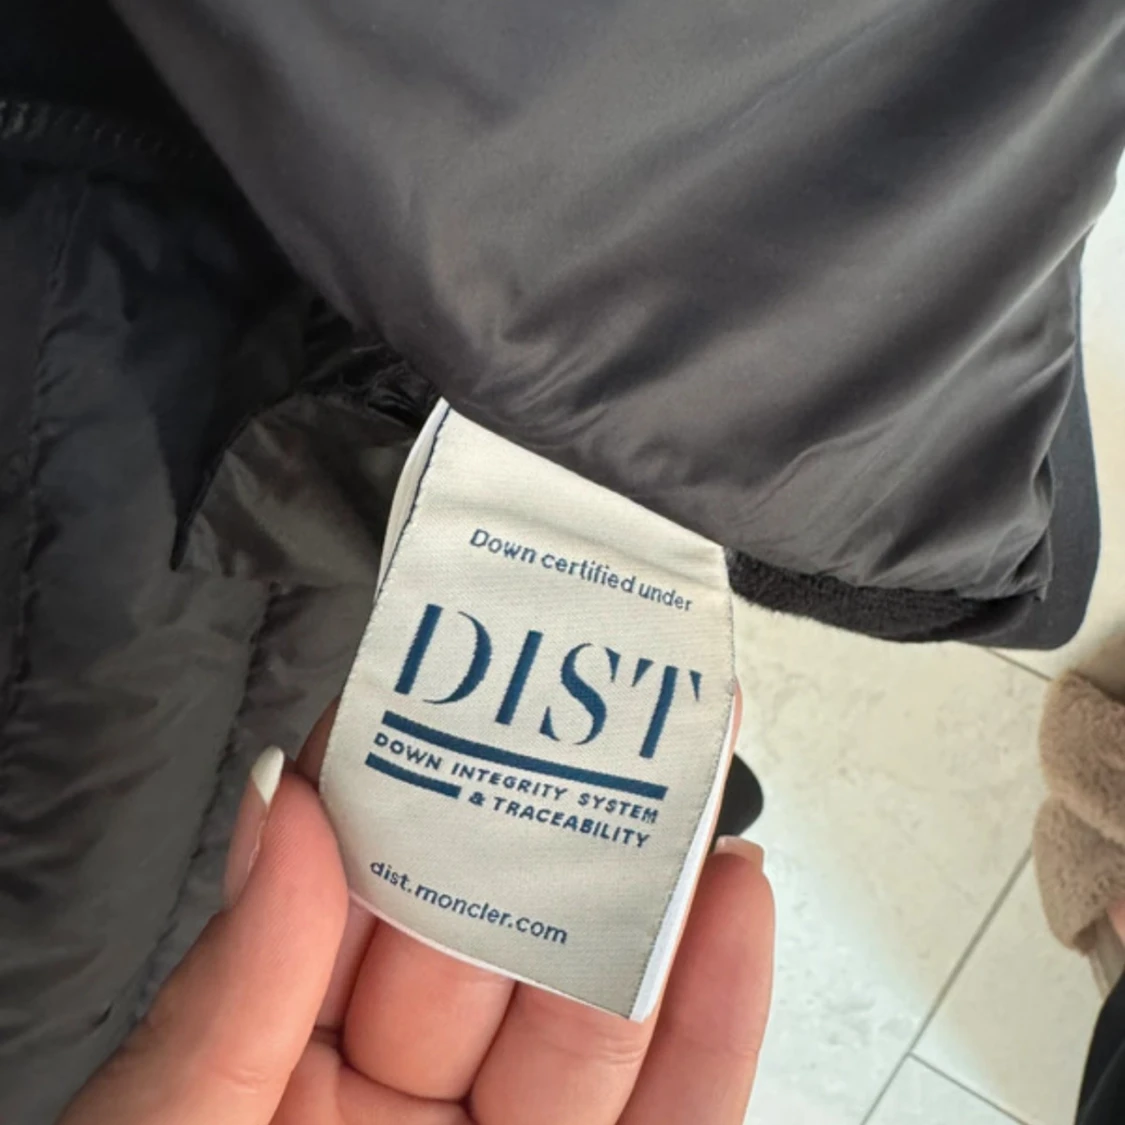 Down certified under
DIST
DOWN INTEGRITY SYSTEM
& TRACEABILITY
dist.moncler.com